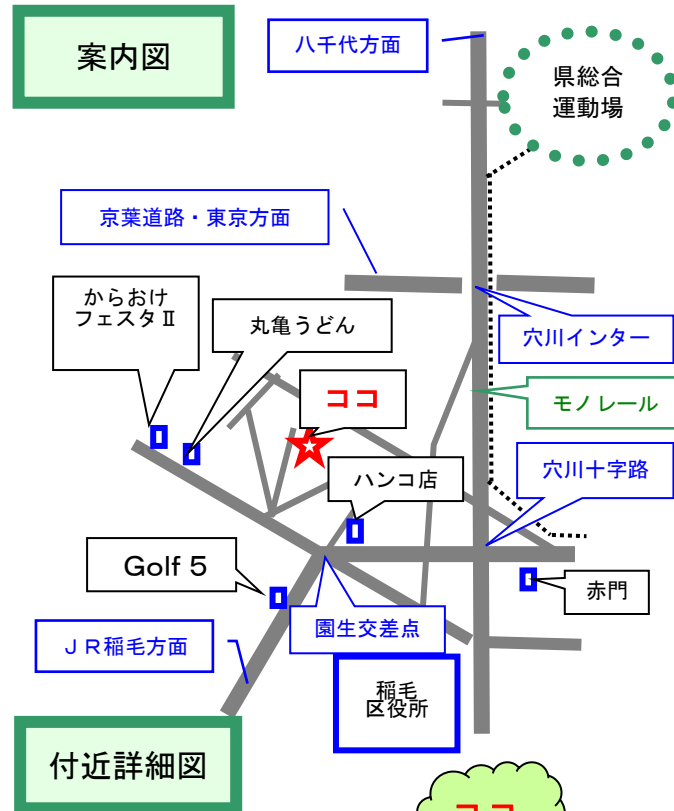 案内図
八千代方面
県総合
運動場
京葉道路・東京方面
からおけ
フェスタⅡ
丸亀うどん
穴川インター
ココ
モノレール
ハンコ店
穴川十字路
Golf 5
赤門
園生交差点
JR稲毛方面
稲毛
区役所
付近詳細図
ココ